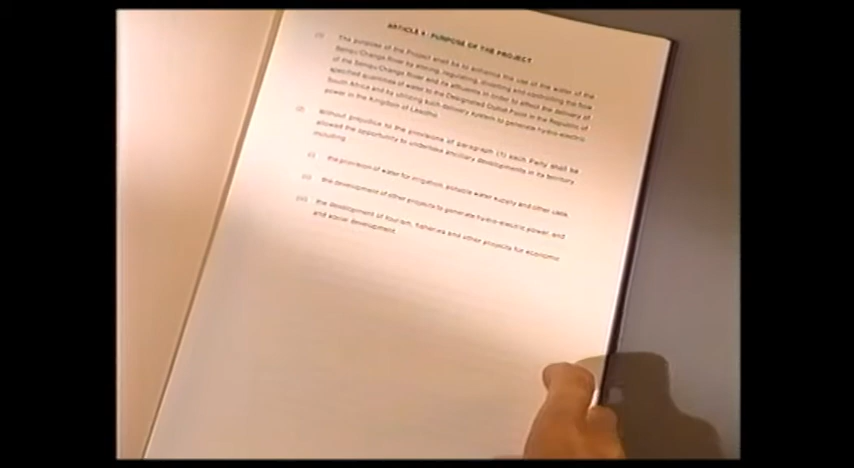 ARTICLE 4: PURPOSE OF THE PROJECT
(1) The purpose of the Project shall be to enhance the use of the water of the
Senqu/Orange River by storing, regulating, diverting and controlling the flow
of the Senqu/Orange River and its affluents in order to effect the delivery of
specified quantities of water to the Designated Outlet Point in the Republic of
South Africa and by utilizing such delivery system to generate hydro-electric
power in the Kingdom of Lesotho.
(2) Without prejudice to the provisions of paragraph (1) each Party shall be
allowed the opportunity to undertake ancillary developments in its territory
including:
(i) the provision of water for irrigation, potable water supply and other uses,
(ii) the development of other projects to generate hydro-electric power, and
(iii) the development of tourism, fisheries and other projects for economic
and social development.